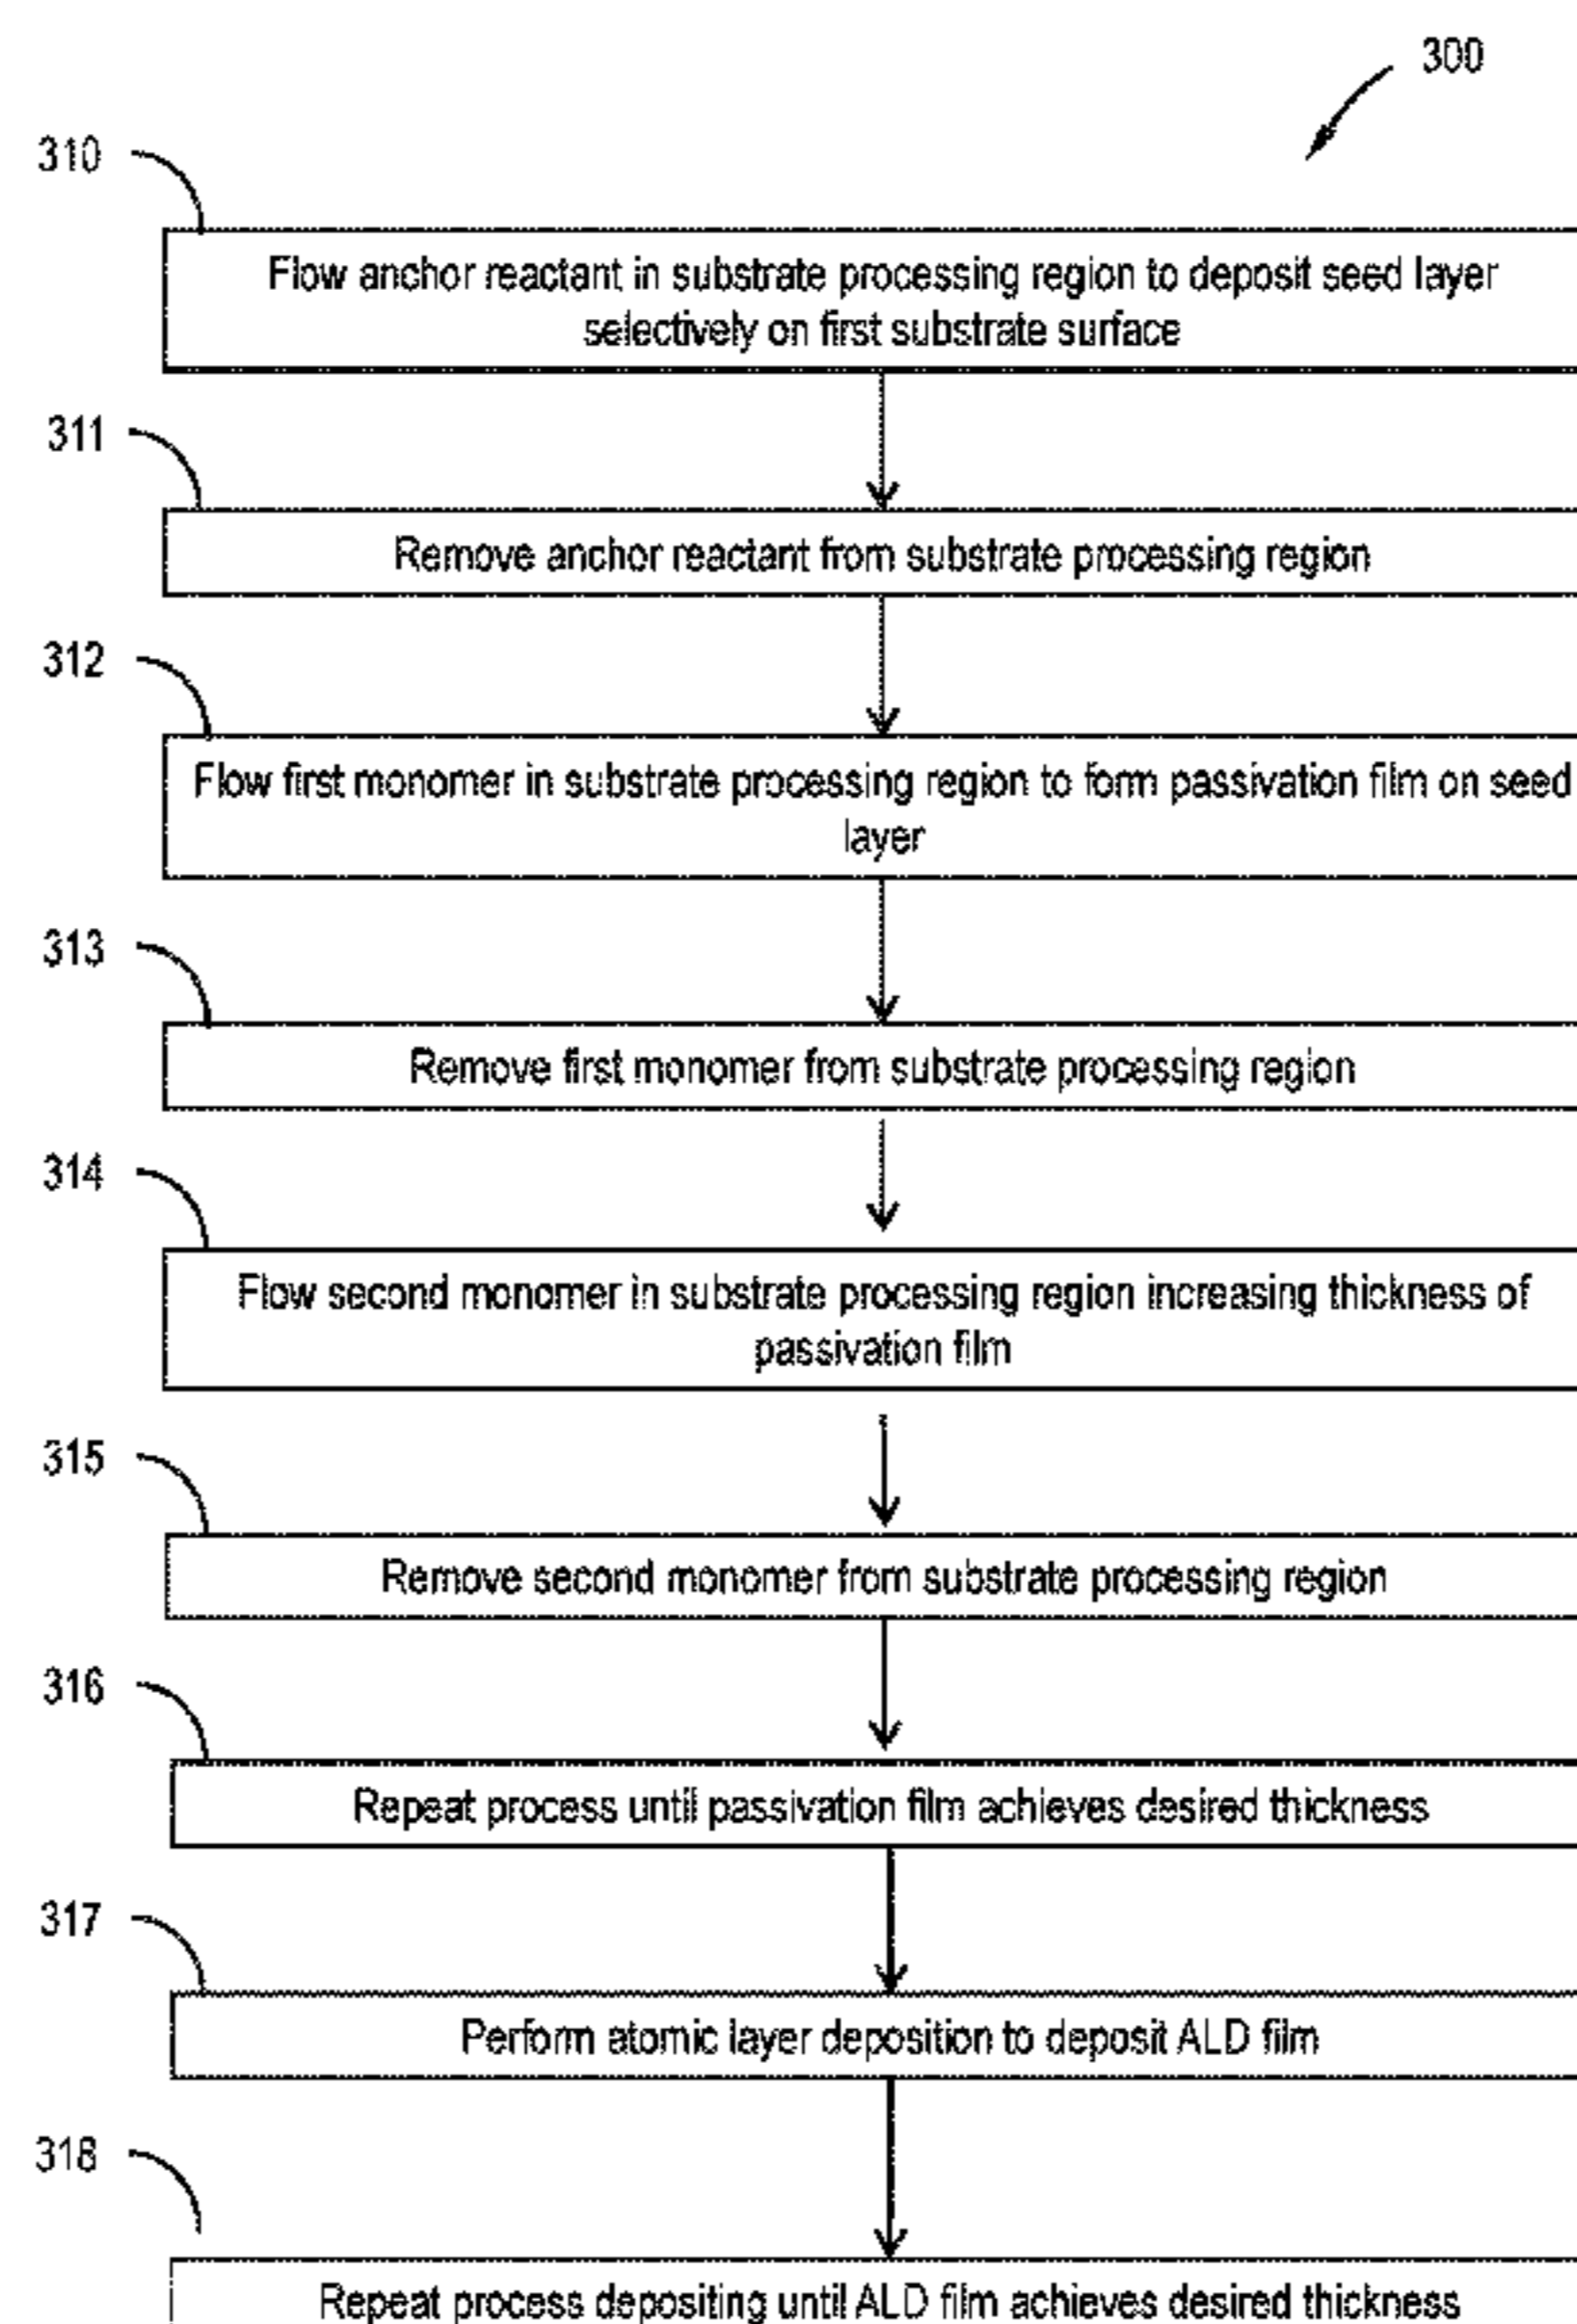 300
310
Flow anchor reactant in substrate processing region to deposit seed layer
selectively on first substrate surface
311
Remove anchor reactant from substrate processing region
312
Flow first monomer in substrate processing region to form passivation film on seed
layer
313
Remove first monomer from substrate processing region
314
Flow second monomer in substrate processing region increasing thickness of
passivation film
315
Remove second monomer from substrate processing region
316
Repeat process until passivation film achieves desired thickness
317
Perform atomic layer deposition to deposit ALD film
318
Repeat process depositing until ALD film achieves desired thickness